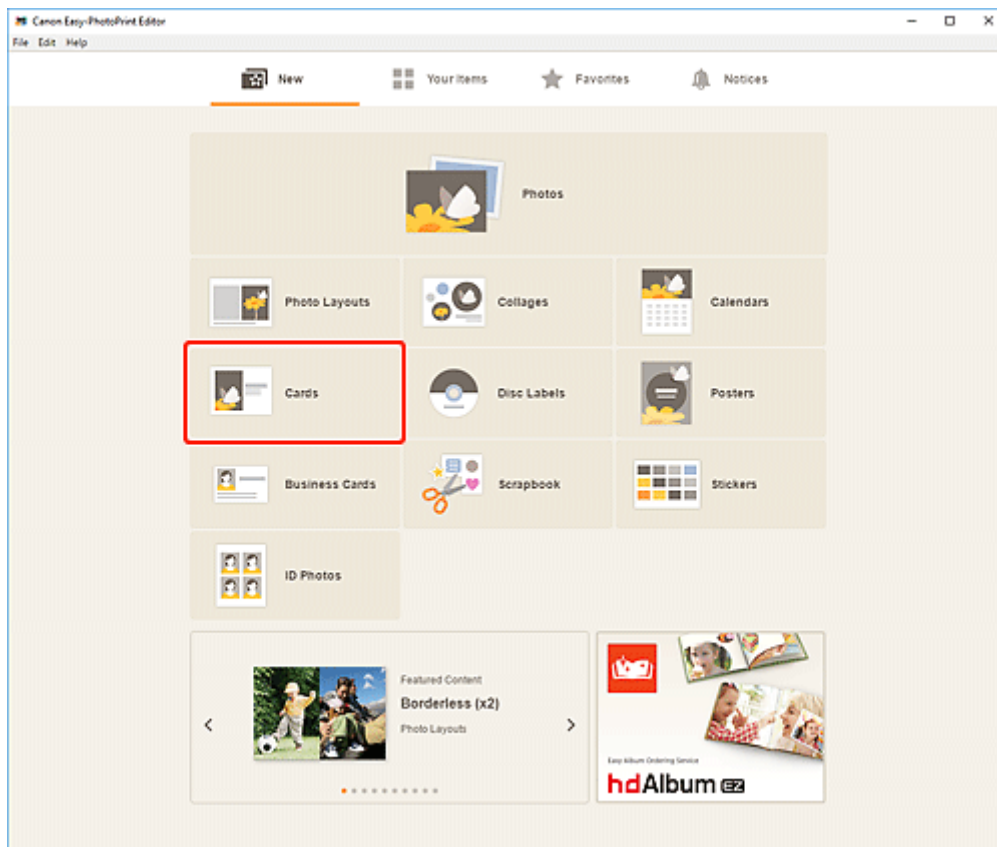 Canon Easy-PhotoPrint Editor
File Edit Help
New
Your items
Favorites
Notices
Photos
Photo Layouts
Collages
Calendars
Cards
Disc Labels
Posters
Business Cards
Scrapbook
Stickers
ID Photos
Featured Content
Borderless (x2)
Photo Layouts
Easy Album Ordering Service
hdAlbum EZ